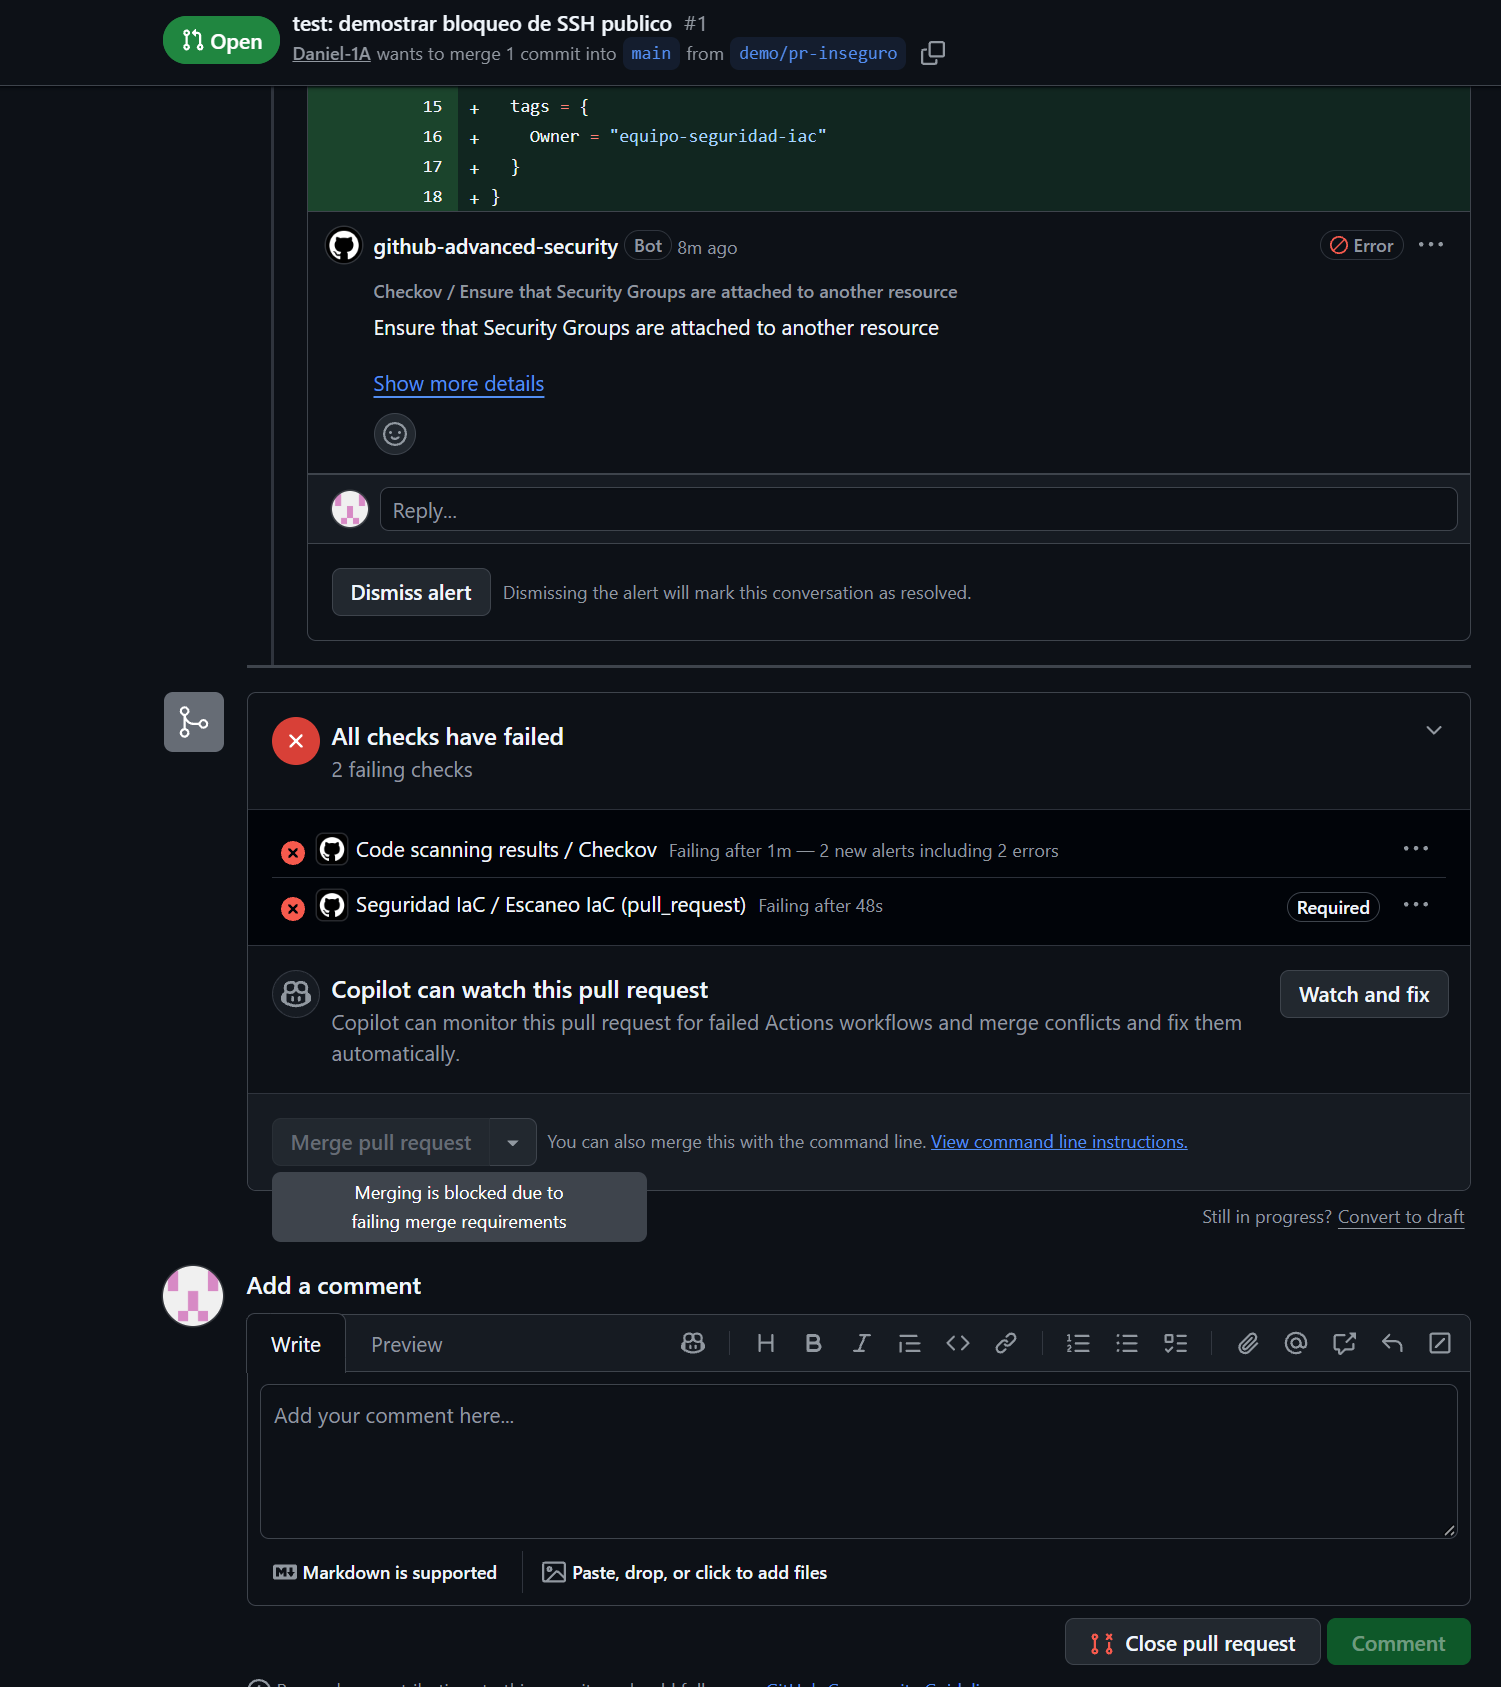 Open
test: demostrar bloqueo de SSH publico #1
Daniel-1A wants to merge 1 commit into main from demo/pr-inseguro
15 + tags = {
16 + Owner = "equipo-seguridad-iac"
17 + }
18 + }
github-advanced-security Bot 8m ago
Error
Checkov / Ensure that Security Groups are attached to another resource
Ensure that Security Groups are attached to another resource
Show more details
Reply...
Dismiss alert Dismissing the alert will mark this conversation as resolved.
All checks have failed
2 failing checks
Code scanning results / Checkov Failing after 1m — 2 new alerts including 2 errors
Seguridad IaC / Escaneo IaC (pull_request) Failing after 48s Required
Copilot can watch this pull request
Copilot can monitor this pull request for failed Actions workflows and merge conflicts and fix them
automatically.
Watch and fix
Merge pull request You can also merge this with the command line. View command line instructions.
Merging is blocked due to
failing merge requirements
Still in progress? Convert to draft
Add a comment
Write Preview
Add your comment here...
Markdown is supported
Paste, drop, or click to add files
Close pull request Comment